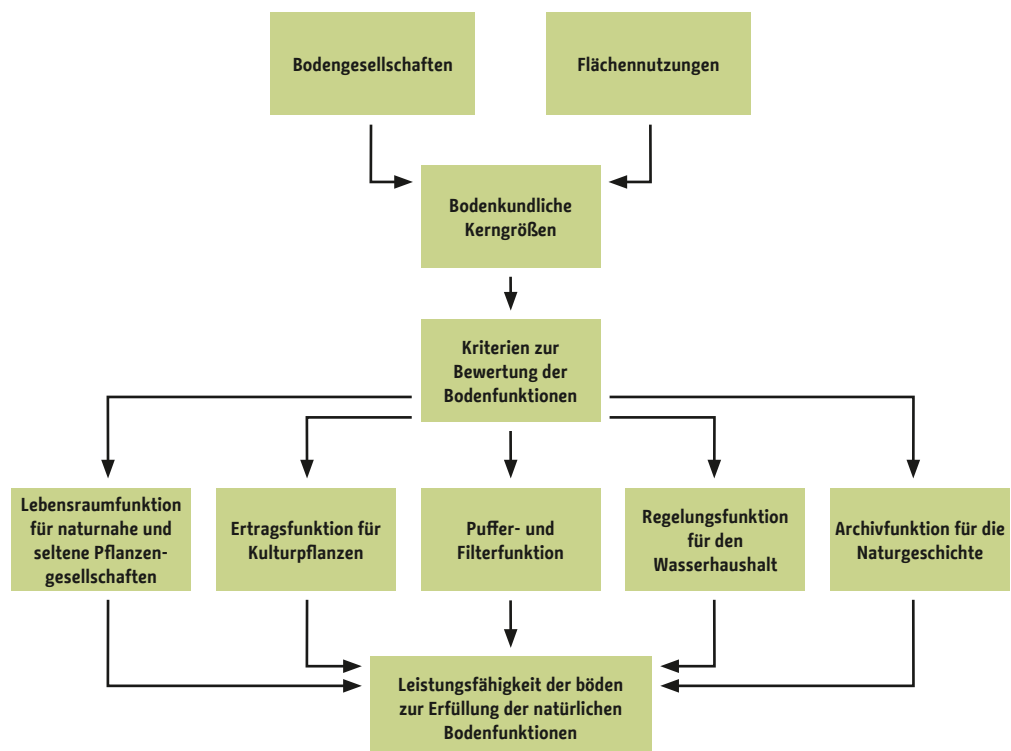 Bodengesellschaften
Flächennutzungen
Bodenkundliche
Kerngrößen
Kriterien zur
Bewertung der
Bodenfunktionen
Lebensraumfunktion
für naturnahe und
seltene Pflanzen-
gesellschaften
Ertragsfunktion für
Kulturpflanzen
Puffer- und
Filterfunktion
Regelungsfunktion
für den
Wasserhaushalt
Archivfunktion für die
Naturgeschichte
Leistungsfähigkeit der böden
zur Erfüllung der natürlichen
Bodenfunktionen